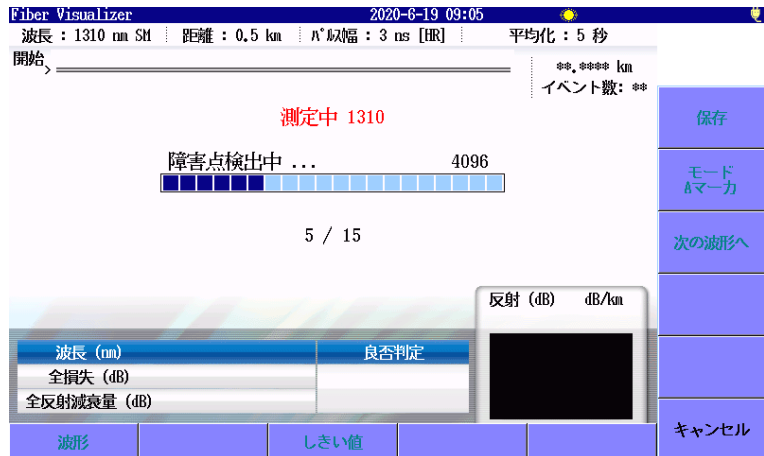 Fiber Visualizer 2020-6-19 09:05
波長 : 1310 nm SM 距離 : 0.5 km パルス幅 : 3 ns [HR] 平均化 : 5 秒
開始
**.**** km
イベント数: **
測定中 1310
障害点検出中 ... 4096
5 / 15
反射 (dB) dB/km
波長 (nm) 良否判定
全損失 (dB)
全反射減衰量 (dB)
保存
モード
Aマーカ
次の波形へ
キャンセル
波形 しきい値